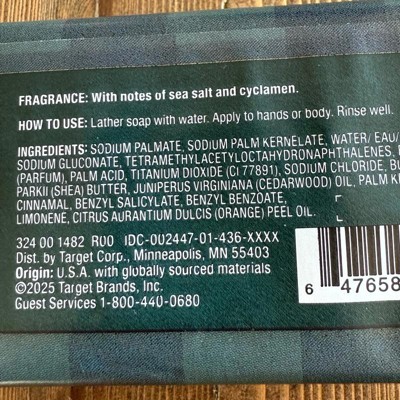 FRAGRANCE: With notes of sea salt and cyclamen.
HOW TO USE: Lather soap with water. Apply to hands or body. Rinse well.
INGREDIENTS: SODIUM PALMATE, SODIUM PALM KERNELATE, WATER/ EAU/
SODIUM GLUCONATE, TETRAMETHYLACETYLOCTAHYDRONAPHTHALENES,
(PARFUM), PALM ACID, TITANIUM DIOXIDE (CI 77891), SODIUM CHLORIDE,
PARKII (SHEA) BUTTER, JUNIPERUS VIRGINIANA (CEDARWOOD) OIL, PALM
CINNAMAL, BENZYL SALICYLATE, BENZYL BENZOATE,
LIMONENE, CITRUS AURANTIUM DULCIS (ORANGE) PEEL OIL.
324 00 1482 RU0 IDC-0U2447-01-436-XXXX
Dist. by Target Corp., Minneapolis, MN 55403
Origin: U.S.A. with globally sourced materials
©2025 Target Brands, Inc.
Guest Services 1-800-440-0680
6 47658